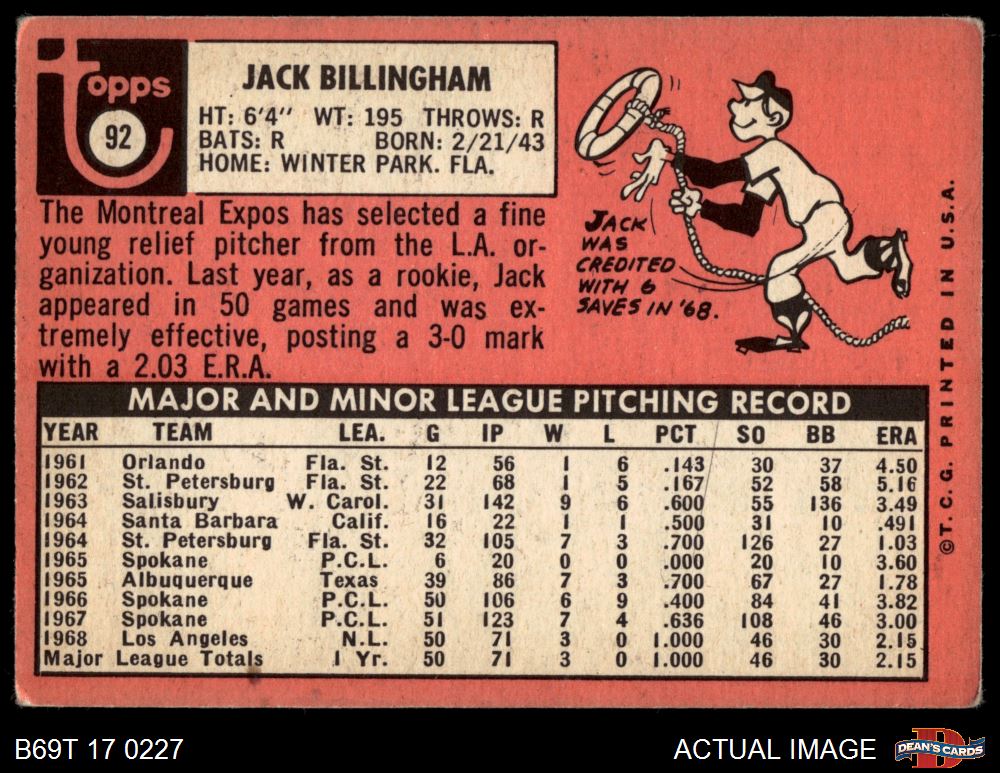 Topps
92
JACK BILLINGHAM
HT: 6'4" WT: 195 THROWS: R
BATS: R BORN: 2/21/43
HOME: WINTER PARK. FLA.
The Montreal Expos has selected a fine
young relief pitcher from the L.A. or-
ganization. Last year, as a rookie, Jack
appeared in 50 games and was ex-
tremely effective, posting a 3-0 mark
with a 2.03 E.R.A.
JACK
WAS
CREDITED
WITH 6
SAVES IN '68.
MAJOR AND MINOR LEAGUE PITCHING RECORD
YEAR TEAM LEA. G IP W L PCT SO BB ERA
1961 Orlando Fla. St. 12 56 1 6 .143 30 37 4.50
1962 St. Petersburg Fla. St. 22 68 1 5 .167 52 58 5.16
1963 Salisbury W. Carol. 31 142 9 6 .600 55 136 3.49
1964 Santa Barbara Calif. 16 22 1 1 .500 31 10 .491
1964 St. Petersburg Fla. St. 32 105 7 3 .700 126 27 1.03
1965 Spokane P.C.L. 6 20 0 0 .000 20 10 3.60
1965 Albuquerque Texas 39 86 7 3 .700 67 27 1.78
1966 Spokane P.C.L. 50 106 6 9 .400 84 41 3.82
1967 Spokane P.C.L. 51 123 7 4 .636 108 46 3.00
1968 Los Angeles N.L. 50 71 3 0 1.000 46 30 2.15
Major League Totals 1 Yr. 50 71 3 0 1.000 46 30 2.15
©T.C.G. PRINTED IN U.S.A.
B69T 17 0227
ACTUAL IMAGE
D
DEAN'S CARDS